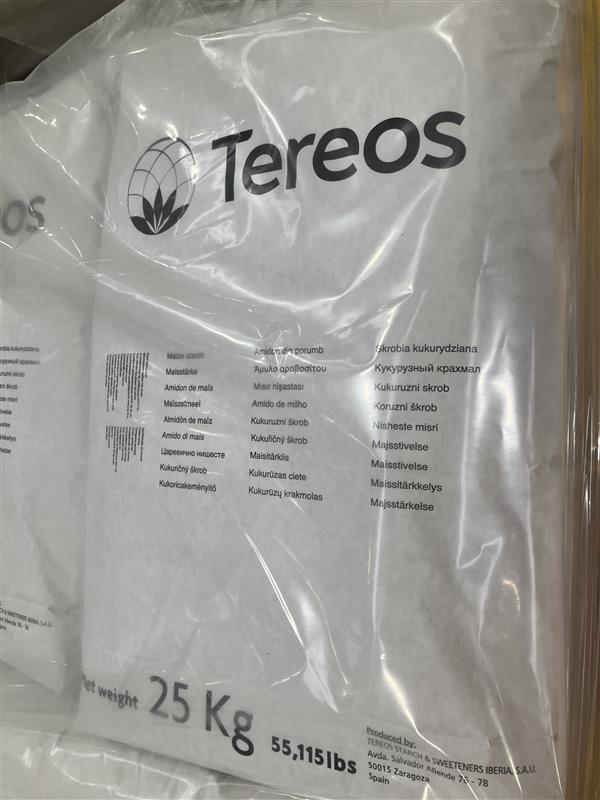 Tereos
os
Maize starch
Maisstärke
Amidon de maïs
Maïszetmeel
Almidón de maíz
Amido di mais
Царевично нишесте
Kukuričný škrob
Kukoricakeményítő
Amidon din porumb
Άμυλο αραβοσίτου
Mısır nişastası
Amido de milho
Kukuruzni škrob
Kukuřičný škrob
Maisitärklis
Kukurūzas ciete
Kukurūzų krakmolas
Skrobia kukurydziana
Кукурузный крахмал
Kukuruzni skrob
Koruzni škrob
Nisheste misri
Majsstivelse
Maisstivelse
Maissitärkkelys
Majsstärkelse
et weight 25 Kg 55,115lbs
Produced by:
TEREOS STARCH & SWEETENERS IBERIA, S.A.U.
Avda. Salvador Allende 76 - 78
50015 Zaragoza
Spain